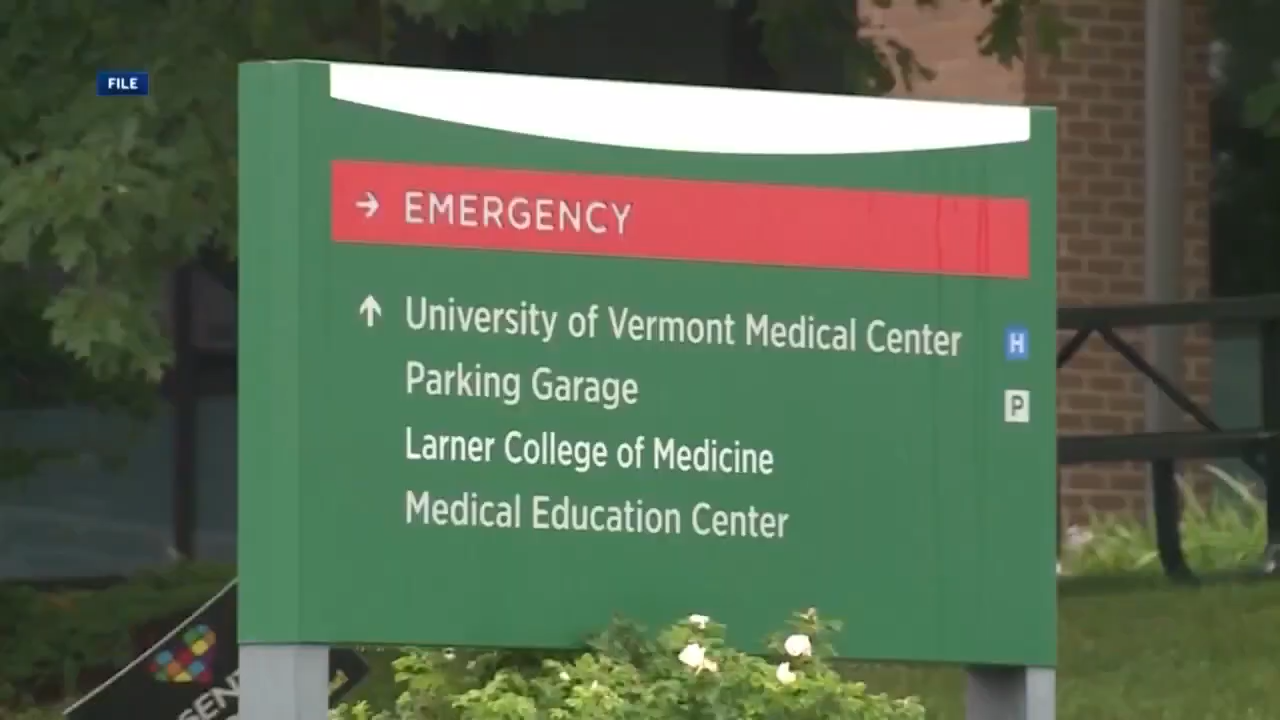 FILE
→ EMERGENCY
↑ University of Vermont Medical Center H
Parking Garage P
Larner College of Medicine
Medical Education Center